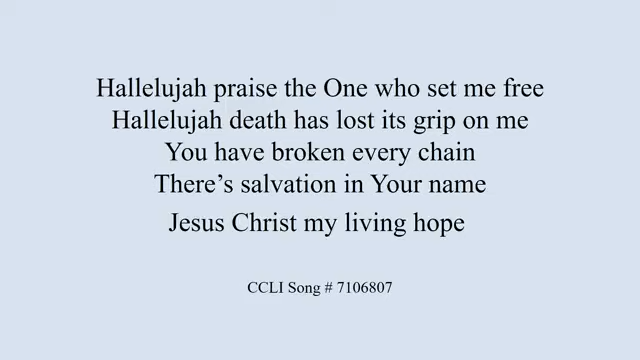 Hallelujah praise the One who set me free
Hallelujah death has lost its grip on me
You have broken every chain
There’s salvation in Your name
Jesus Christ my living hope
CCLI Song # 7106807